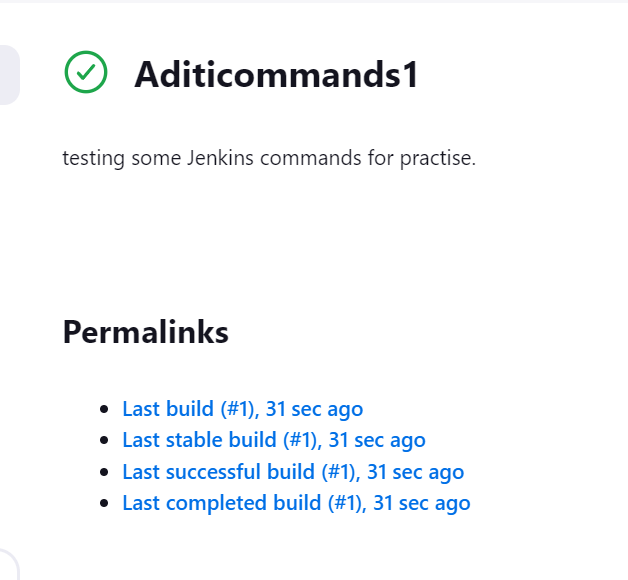 Aditicommands1
testing some Jenkins commands for practise.
Permalinks
Last build (#1), 31 sec ago
Last stable build (#1), 31 sec ago
Last successful build (#1), 31 sec ago
Last completed build (#1), 31 sec ago